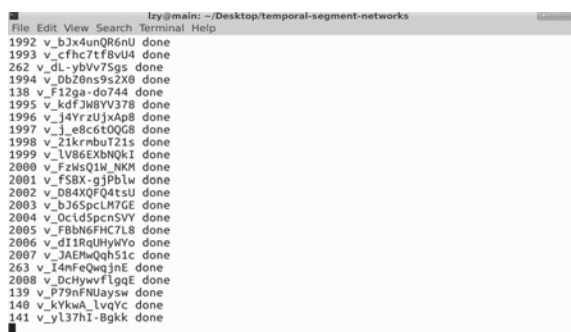 lzy@main: ~/Desktop/temporal-segment-networks
File Edit View Search Terminal Help
1992 v_bJx4unQR6nU done
1993 v_cfhc7tf8vU4 done
262 v_dL-ybVv7Sgs done
1994 v_DbZ0ns9s2X0 done
138 v_F12ga-do744 done
1995 v_kdfJW8YV378 done
1996 v_j4YrzUjxAp8 done
1997 v_j_e8c6tOQG8 done
1998 v_21krmbuT21s done
1999 v_lV86EXbNQkI done
2000 v_FzWsQ1W_NKM done
2001 v_fSBX-gjPblw done
2002 v_D84XQFQ4tsU done
2003 v_bJ6SpcLM7GE done
2004 v_Ocid5pcnSVY done
2005 v_FBbN6FHC7L8 done
2006 v_dI1RqUHyWYo done
2007 v_JAEMwQqh51c done
263 v_I4mFeQwqjnE done
2008 v_DcHywvflgqE done
139 v_P79nFNUaysw done
140 v_kYkwA_lvqYc done
141 v_yl37hI-Bgkk done